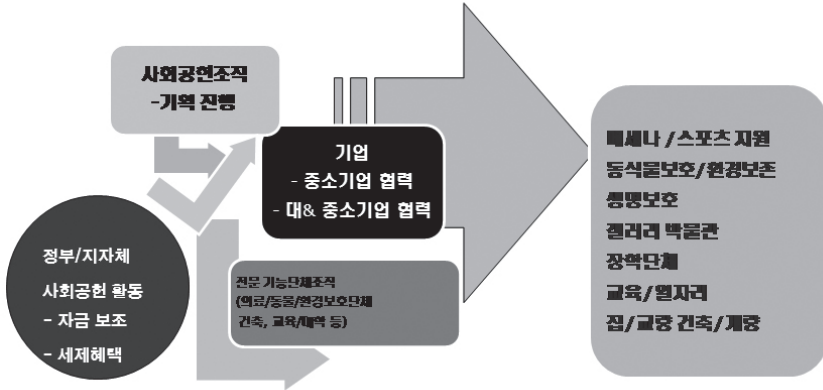 사회공헌조직
-기획 진행
기업
- 중소기업 협력
- 대& 중소기업 협력
정부/지자체
사회공헌 활동
- 자금 보조
- 세제혜택
전문 기능단체조직
(의료/동물/환경보호단체
건축, 교육/대학 등)
메세나 /스포츠 지원
동식물보호/환경보존
생명보호
갤러리 박물관
장학단체
교육/일자리
집/교량 건축/개량